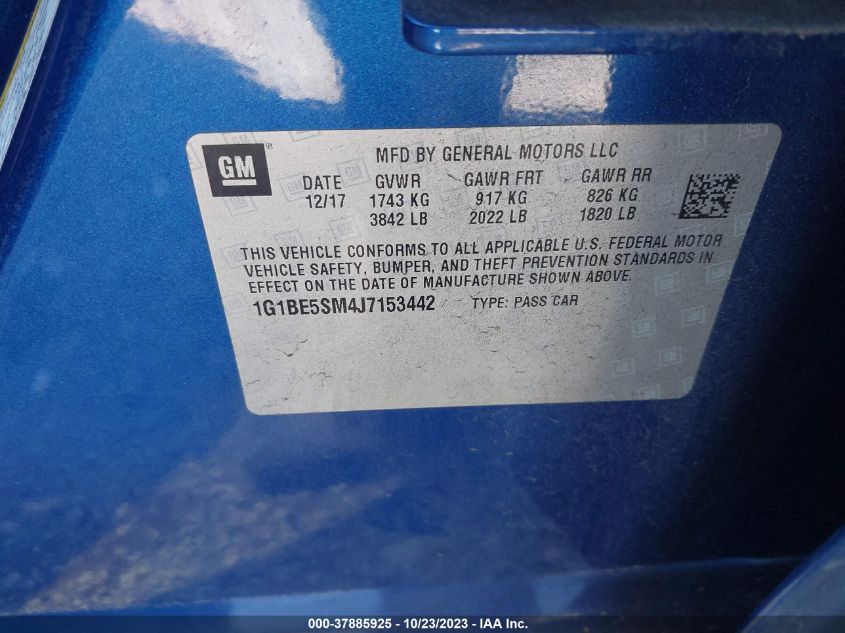 GM
MFD BY GENERAL MOTORS LLC
DATE GVWR GAWR FRT GAWR RR
12/17 1743 KG 917 KG 826 KG
3842 LB 2022 LB 1820 LB
THIS VEHICLE CONFORMS TO ALL APPLICABLE U.S. FEDERAL MOTOR
VEHICLE SAFETY, BUMPER, AND THEFT PREVENTION STANDARDS IN
EFFECT ON THE DATE OF MANUFACTURE SHOWN ABOVE.
1G1BE5SM4J7153442 TYPE: PASS CAR
000-37885925 - 10/23/2023 - IAA Inc.